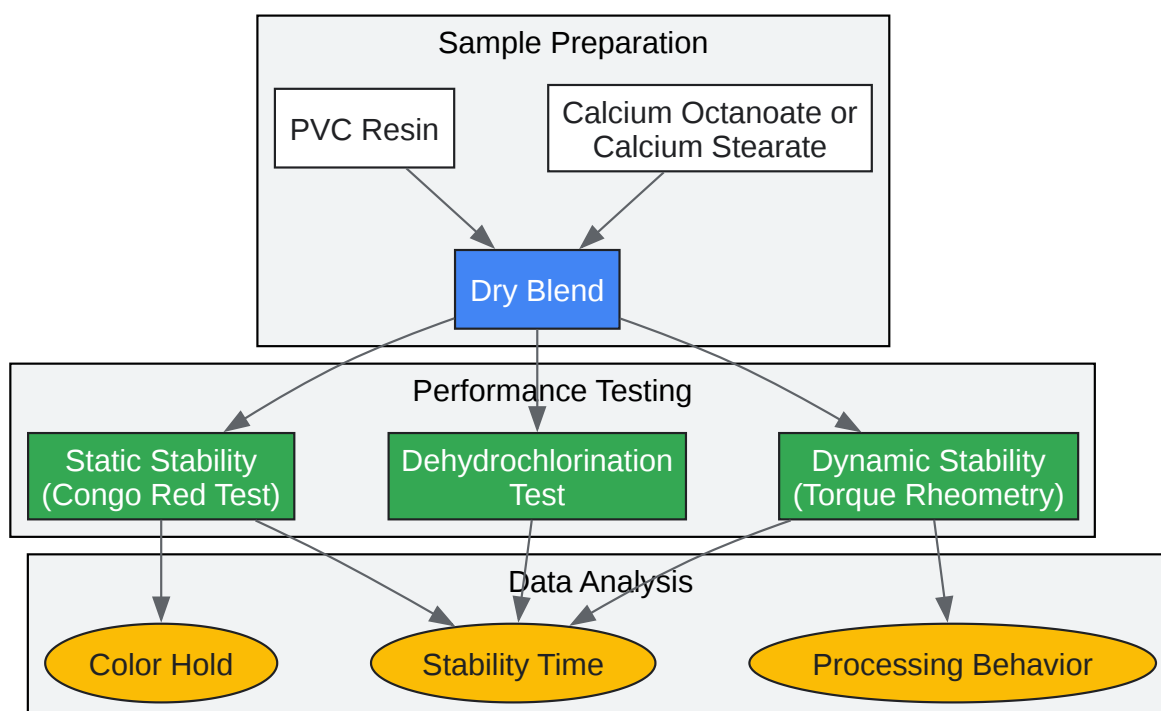 Sample Preparation
PVC Resin
Calcium Octanoate or
Calcium Stearate
Dry Blend
Performance Testing
Static Stability
(Congo Red Test)
Dehydrochlorination
Test
Dynamic Stability
(Torque Rheometry)
Data Analysis
Color Hold
Stability Time
Processing Behavior